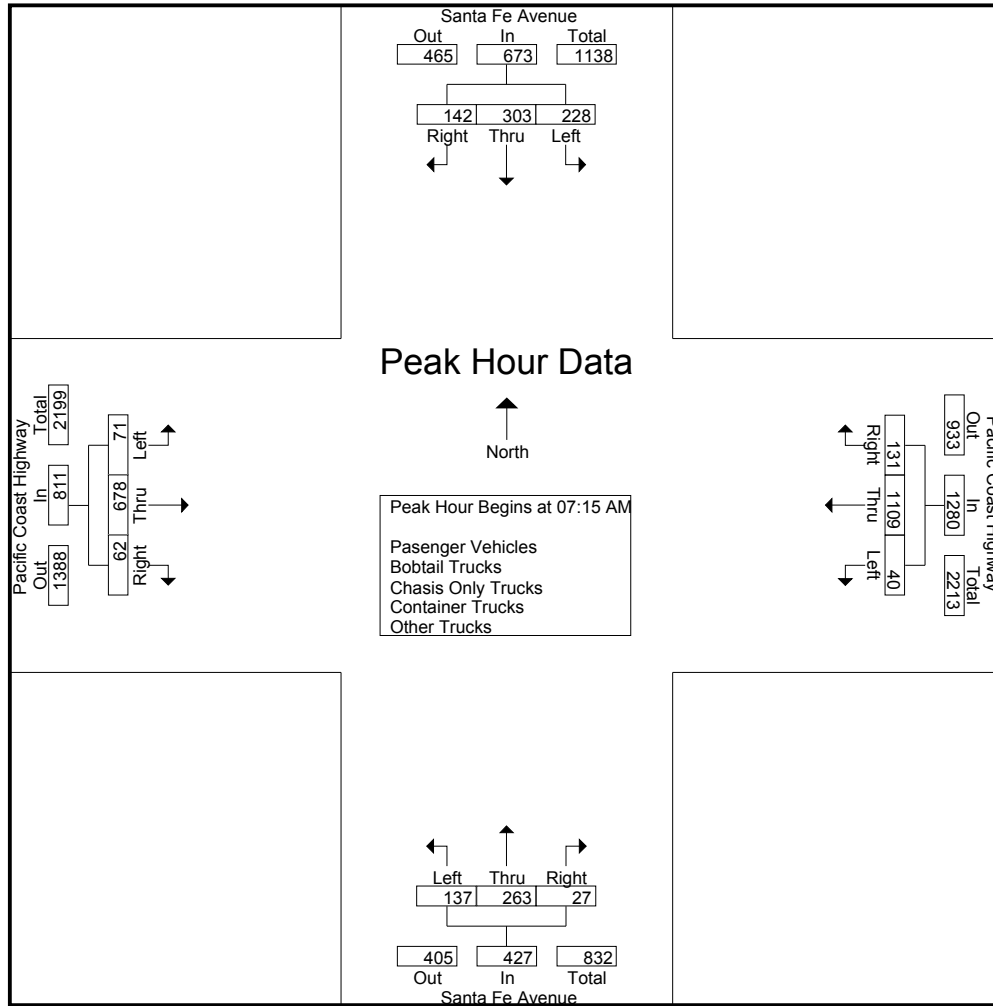 Santa Fe Avenue
Out In Total
465 673 1138
142 303 228
Right Thru Left
Peak Hour Data
North
Peak Hour Begins at 07:15 AM
Pasenger Vehicles
Bobtail Trucks
Chasis Only Trucks
Container Trucks
Other Trucks
Pacific Coast Highway
Out In Total
1388 811 2199
62 678 71
Right Thru Left
Pacific Coast Highway
Out In Total
933 1280 2213
131 1109 40
Right Thru Left
Left Thru Right
137 263 27
405 427 832
Out In Total
Santa Fe Avenue